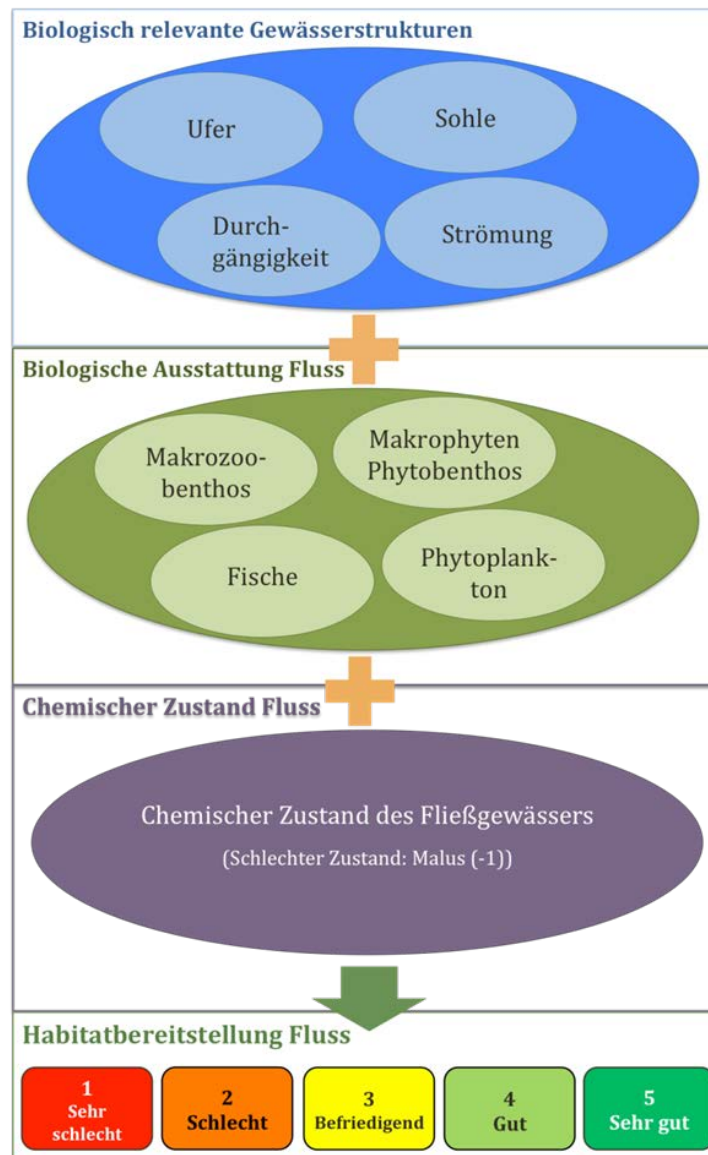 Biologisch relevante Gewässerstrukturen
Ufer
Sohle
Durch-
gängigkeit
Strömung
Biologische Ausstattung Fluss
Makrozoo-
benthos
Makrophyten
Phytobenthos
Fische
Phytoplank-
ton
Chemischer Zustand Fluss
Chemischer Zustand des Fließgewässers
(Schlechter Zustand: Malus (-1))
Habitatbereitstellung Fluss
1
Sehr
schlecht
2
Schlecht
3
Befriedigend
4
Gut
5
Sehr gut